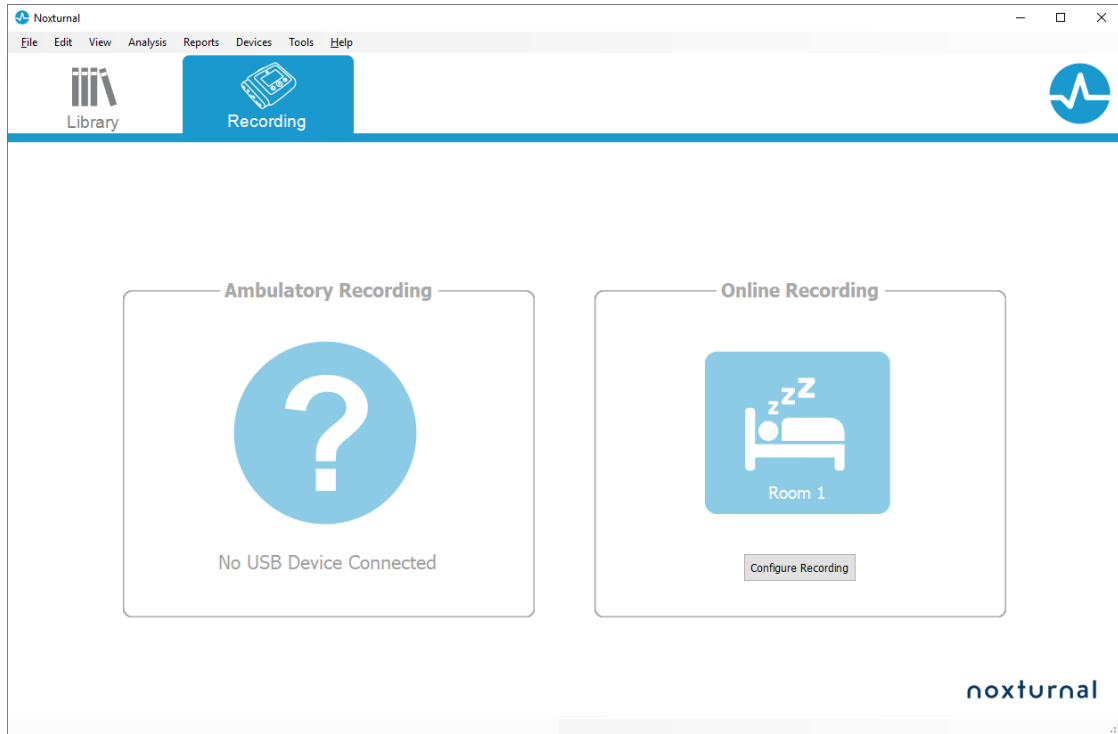 Noxturnal
File Edit View Analysis Reports Devices Tools Help
Library
Recording
Ambulatory Recording
?
No USB Device Connected
Online Recording
z z Z
Room 1
Configure Recording
noxturnal